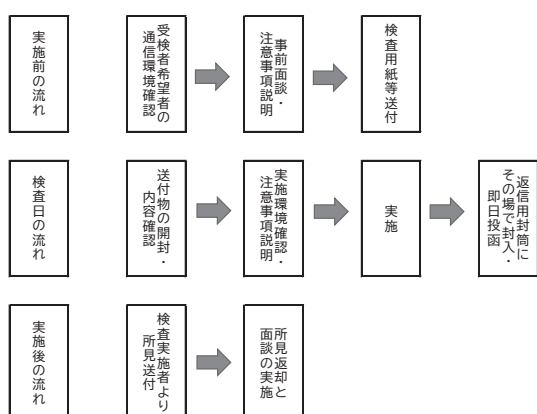 実施前の流れ
受検者希望者の
通信環境確認
事前面談・
注意事項説明
検査用紙等送付
検査日の流れ
送付物の開封・
内容確認
実施環境確認・
注意事項説明
実施
返信用封筒に
その場で封入・
即日投函
実施後の流れ
検査実施者より
所見送付
所見返却と
面談の実施